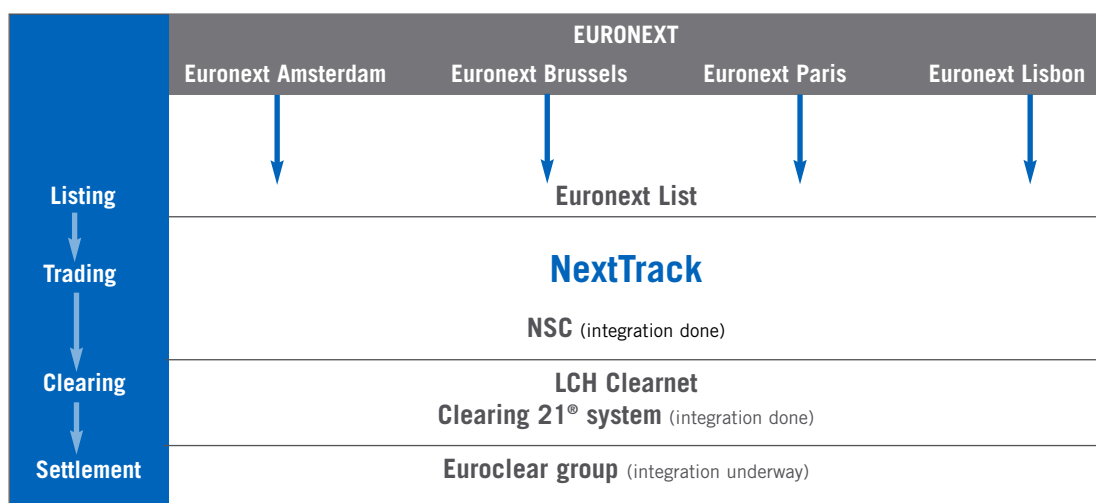 EURONEXT
Euronext Amsterdam Euronext Brussels Euronext Paris Euronext Lisbon
Listing Euronext List
Trading NextTrack
NSC (integration done)
Clearing LCH Clearnet
Clearing 21® system (integration done)
Settlement Euroclear group (integration underway)